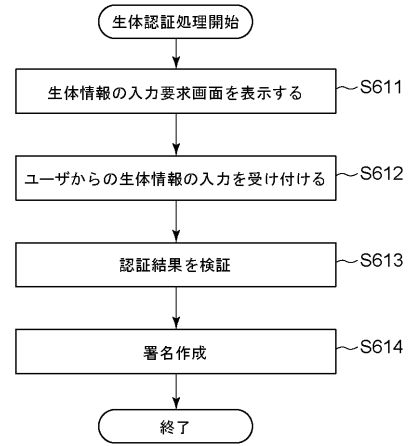 生体認証処理開始
生体情報の入力要求画面を表示する
S611
ユーザからの生体情報の入力を受け付ける
S612
認証結果を検証
S613
署名作成
S614
終了